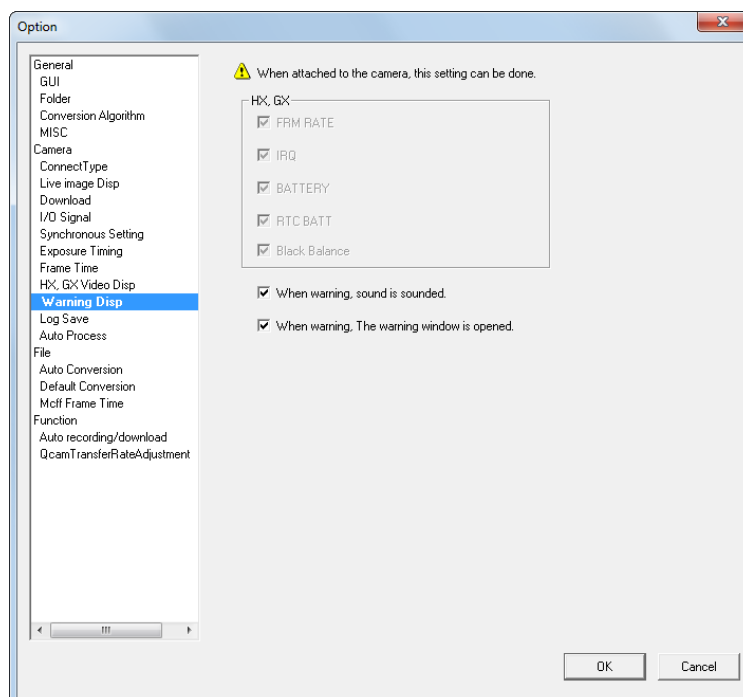 Option
General
GUI
Folder
Conversion Algorithm
MISC
Camera
ConnectType
Live image Disp
Download
I/O Signal
Synchronous Setting
Exposure Timing
Frame Time
HX, GX Video Disp
Warning Disp
Log Save
Auto Process
File
Auto Conversion
Default Conversion
Mcff Frame Time
Function
Auto recording/download
QcamTransferRateAdjustment
When attached to the camera, this setting can be done.
HX, GX
FRM RATE
IRQ
BATTERY
RTC BATT
Black Balance
When warning, sound is sounded.
When warning, The warning window is opened.
OK
Cancel